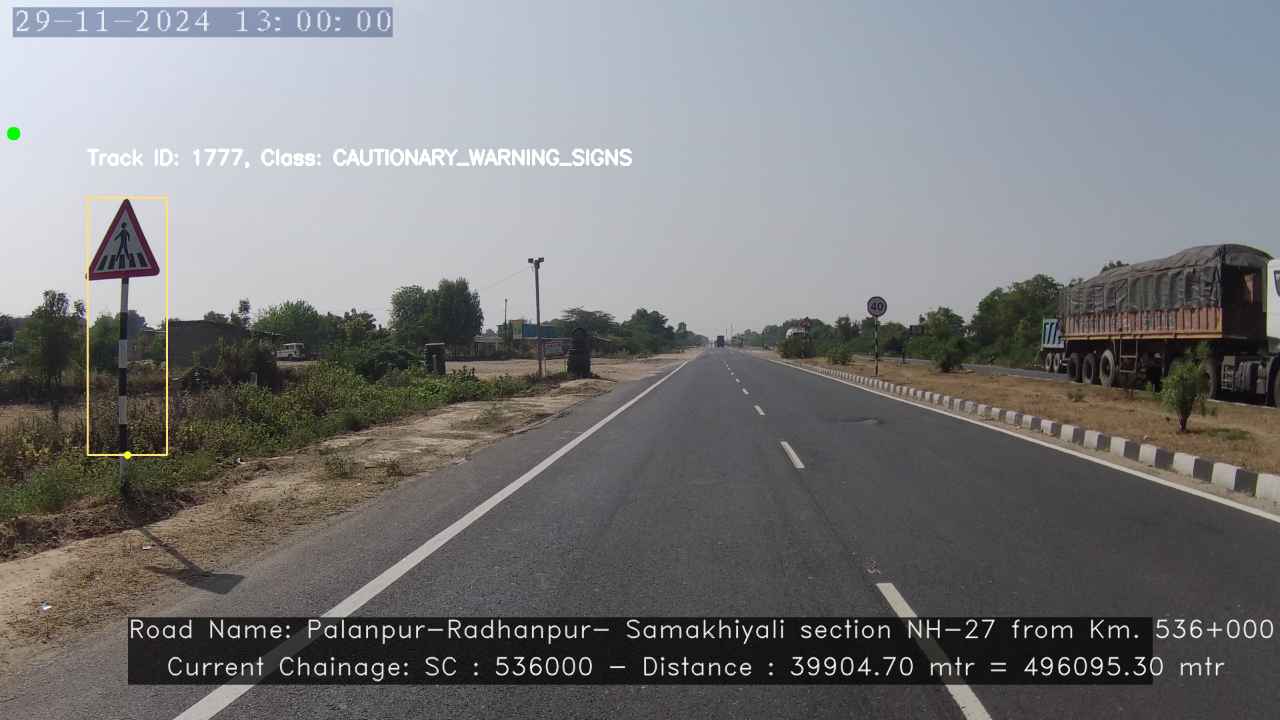 29-11-2024 13:00:00
Track ID: 1777, Class: CAUTIONARY_WARNING_SIGNS
40
Road Name: Palanpur-Radhanpur- Samakhiyali section NH-27 from Km. 536+000
Current Chainage: SC : 536000 - Distance : 39904.70 mtr = 496095.30 mtr